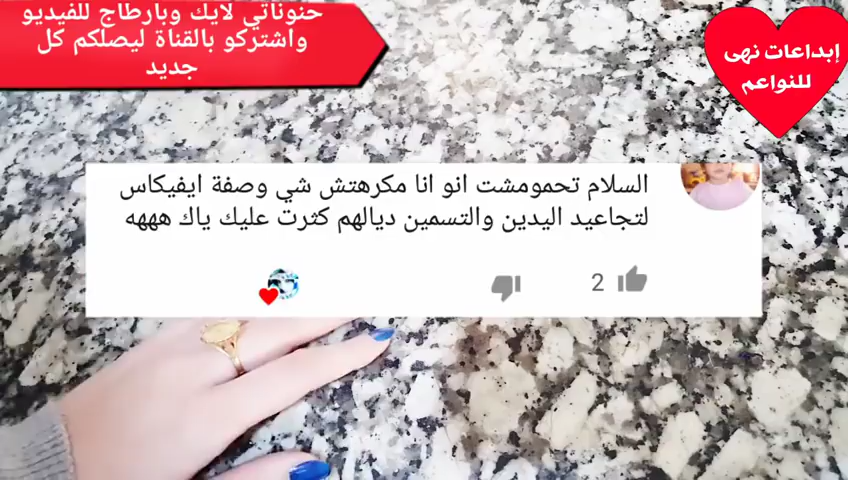 حنوناتي لايك وبارطاج للفيديو
واشتركو بالقناة ليصلكم كل
جديد
إبداعات نهى
للنواعم
السلام تحمومشت انو انا مكرهتش شي وصفة ايفيكاس
لتجاعيد اليدين والتسمين ديالهم كثرت عليك ياك هههه
2